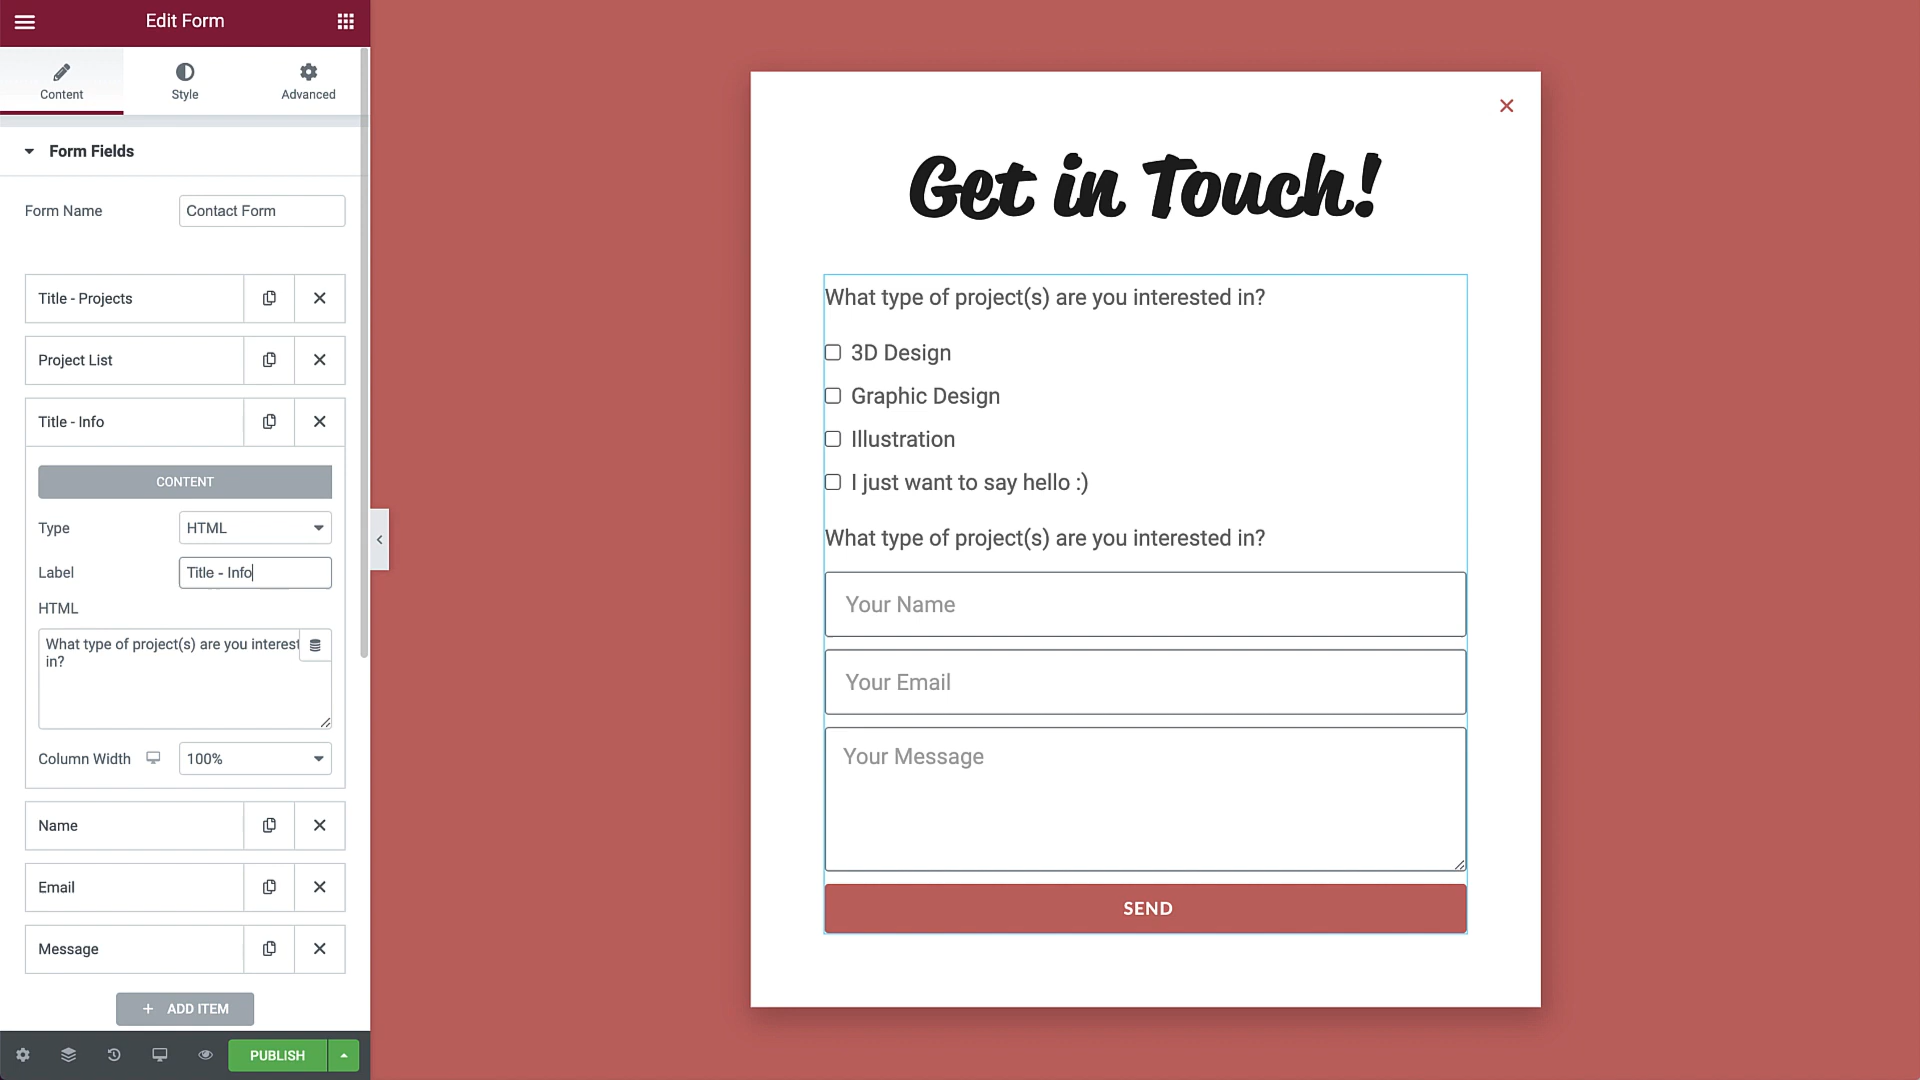 Edit Form
Content
Style
Advanced
Form Fields
Form Name
Contact Form
Title - Projects
Project List
Title - Info
CONTENT
Type
HTML
Label
Title - Info
HTML
What type of project(s) are you interest
in?
Column Width
100%
Name
Email
Message
+ ADD ITEM
PUBLISH
Get in Touch!
What type of project(s) are you interested in?
3D Design
Graphic Design
Illustration
I just want to say hello :)
What type of project(s) are you interested in?
Your Name
Your Email
Your Message
SEND